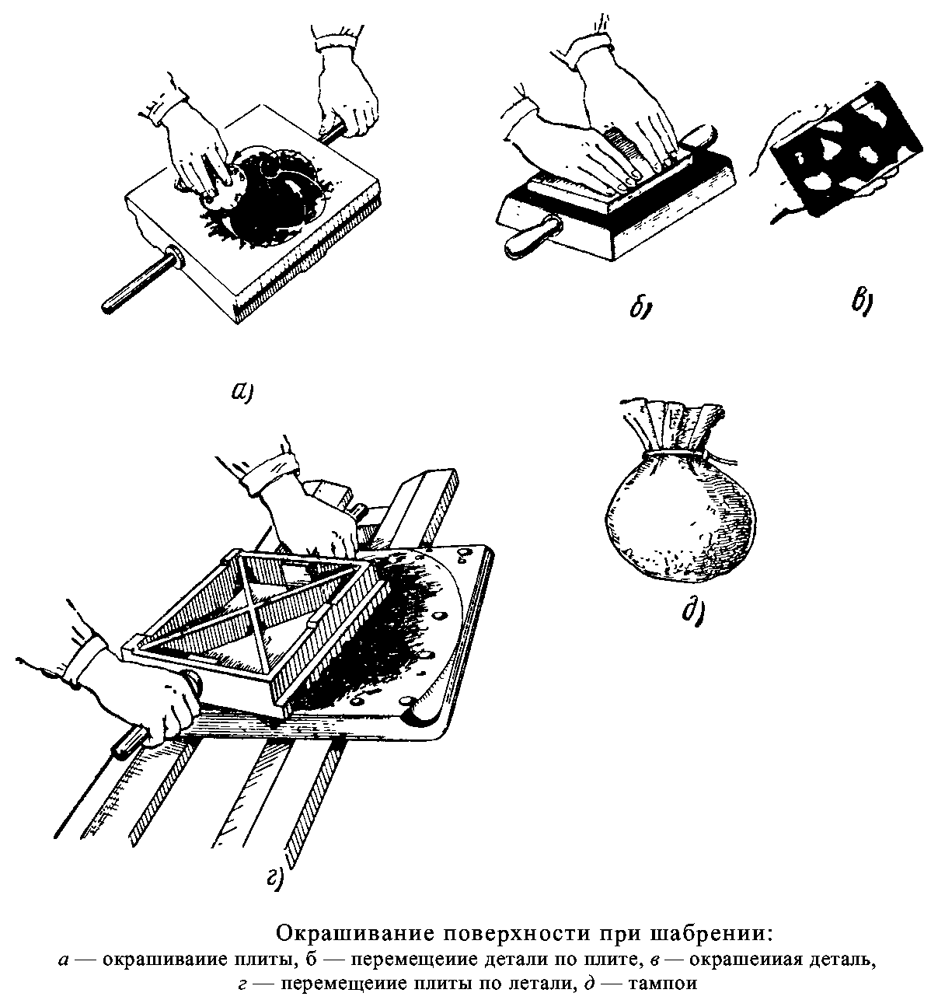 б)
в)
а)
д)
г)
Окрашивание поверхности при шабрении:
а — окрашиваиие плиты, б — перемещеиие детали по плите, в — окрашеииая деталь,
г — перемещеиие плиты по летали, д — тампои